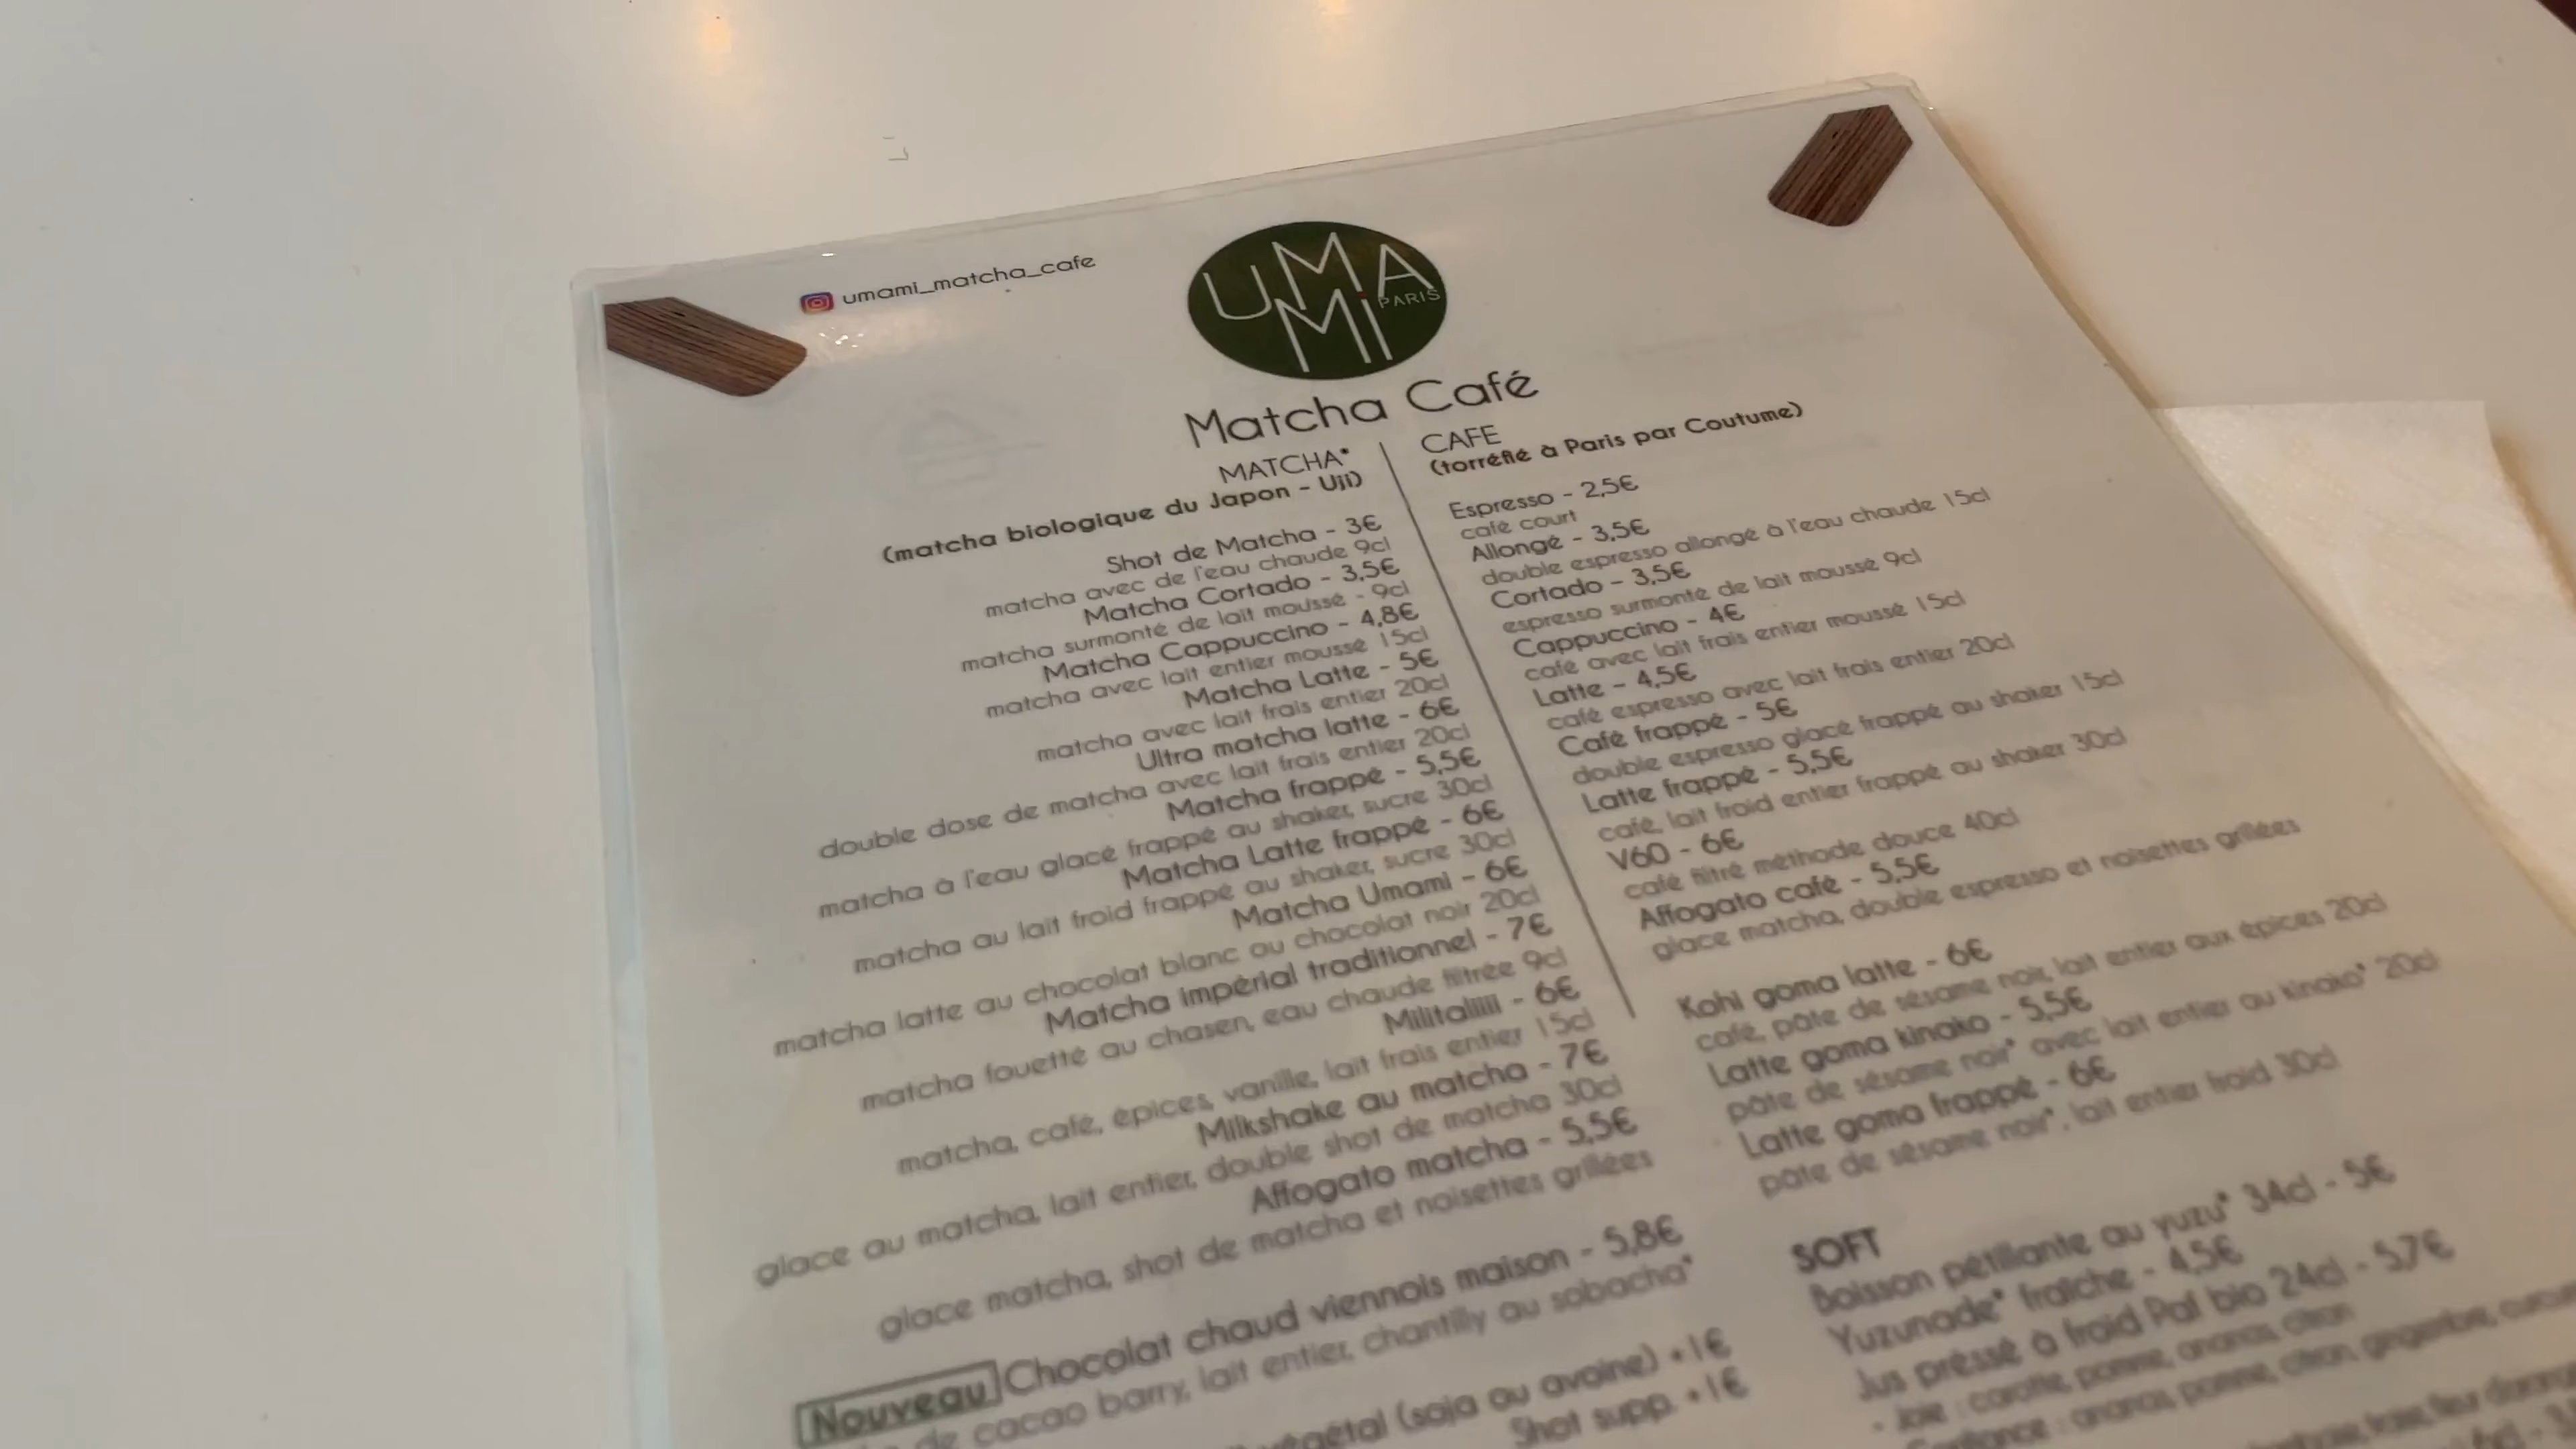 umami_matcha_cafe
UMAMI PARIS
Matcha Café
MATCHA*
(matcha biologique du Japon - Uji)
Shot de Matcha - 3€
matcha avec de l'eau chaude 9cl
Matcha Cortado - 3,5€
matcha surmonté de lait moussé - 9cl
Matcha Cappuccino - 4,8€
matcha avec lait entier moussé 15cl
Matcha Latte - 5€
matcha avec lait frais entier 20cl
Ultra matcha latte - 6€
double dose de matcha avec lait frais entier 20cl
Matcha frappé - 5,5€
matcha à l'eau glacé frappé au shaker, sucre 30cl
Matcha Latte frappé - 6€
matcha au lait froid frappé au shaker, sucre 30cl
Matcha Umami - 6€
matcha latte au chocolat blanc ou chocolat noir 20cl
Matcha impérial traditionnel - 7€
matcha fouetté au chasen, eau chaude filtrée 9cl
Militaliiii - 6€
matcha, café, épices, vanille, lait frais entier 15cl
Milkshake au matcha - 7€
glace au matcha, lait entier, double shot de matcha 30cl
Affogato matcha - 5,5€
glace matcha, shot de matcha et noisettes grillées
Nouveau Chocolat chaud viennois maison - 5,8€
de cacao barry, lait entier, chantilly au sobacha*
végétal (soja ou avoine) +1€
Shot supp. +1€
CAFE
(torréfié à Paris par Coutume)
Espresso - 2,5€
café court
Allongé - 3,5€
double espresso allongé à l'eau chaude 15cl
Cortado - 3,5€
espresso surmonté de lait moussé 9cl
Cappuccino - 4€
café avec lait frais entier moussé 15cl
Latte - 4,5€
café espresso avec lait frais entier 20cl
Café frappé - 5€
double espresso glacé frappé au shaker 15cl
Latte frappé - 5,5€
café, lait froid entier frappé au shaker 30cl
V60 - 6€
café filtré méthode douce 40cl
Affogato café - 5,5€
glace matcha, double espresso et noisettes grillées
Kohi goma latte - 6€
café, pâte de sésame noir, lait entier aux épices 20cl
Latte goma kinako - 5,5€
pâte de sésame noir* avec lait entier au kinako* 20cl
Latte goma frappé - 6€
pâte de sésame noir*, lait entier froid 30cl
SOFT
Boisson pétillante au yuzu* 34cl - 5€
Yuzunade* fraîche - 4,5€
Jus pressé à froid Paf bio 24cl - 5,7€
- Joie : carotte, pomme, ananas, citron
ananas, pomme, citron, gingembre,